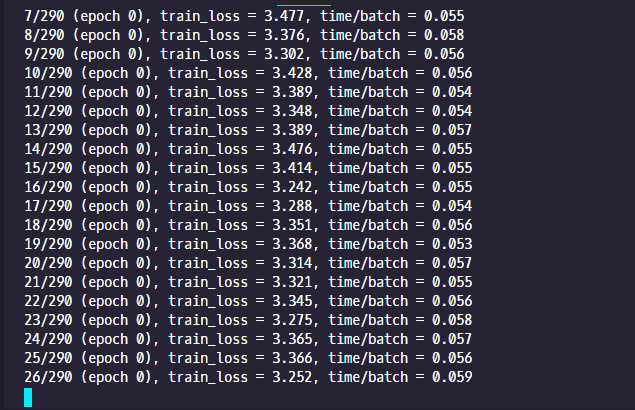 7/290 (epoch 0), train_loss = 3.477, time/batch = 0.055
8/290 (epoch 0), train_loss = 3.376, time/batch = 0.058
9/290 (epoch 0), train_loss = 3.302, time/batch = 0.056
10/290 (epoch 0), train_loss = 3.428, time/batch = 0.056
11/290 (epoch 0), train_loss = 3.389, time/batch = 0.054
12/290 (epoch 0), train_loss = 3.348, time/batch = 0.054
13/290 (epoch 0), train_loss = 3.389, time/batch = 0.057
14/290 (epoch 0), train_loss = 3.476, time/batch = 0.055
15/290 (epoch 0), train_loss = 3.414, time/batch = 0.055
16/290 (epoch 0), train_loss = 3.242, time/batch = 0.055
17/290 (epoch 0), train_loss = 3.288, time/batch = 0.054
18/290 (epoch 0), train_loss = 3.351, time/batch = 0.056
19/290 (epoch 0), train_loss = 3.368, time/batch = 0.053
20/290 (epoch 0), train_loss = 3.314, time/batch = 0.057
21/290 (epoch 0), train_loss = 3.321, time/batch = 0.055
22/290 (epoch 0), train_loss = 3.345, time/batch = 0.056
23/290 (epoch 0), train_loss = 3.275, time/batch = 0.058
24/290 (epoch 0), train_loss = 3.365, time/batch = 0.057
25/290 (epoch 0), train_loss = 3.366, time/batch = 0.056
26/290 (epoch 0), train_loss = 3.252, time/batch = 0.059